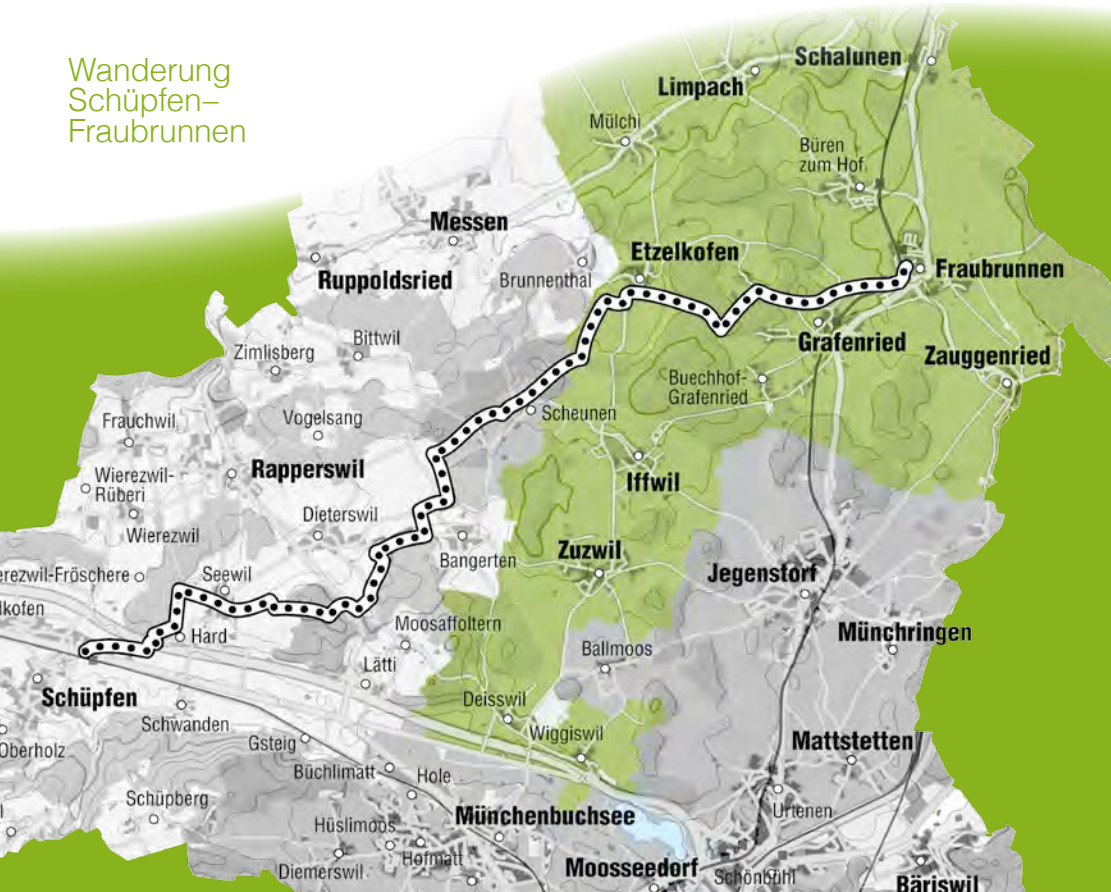 Wanderung
Schüpfen–
Fraubrunnen
Schalunen
Limpach
Mülchi
Büren
zum Hof
Messen
Etzelkofen
Brunnenthal
Fraubrunnen
Ruppoldsried
Bittwil
Zimlisberg
Grafenried
Zauggenried
Buechhof-
Grafenried
Scheunen
Vogelsang
Frauchwil
Rapperswil
Wierezwil-
Rüberi
Iffwil
Wierezwil
Dieterswil
Bangerten
Zuzwil
Jegenstorf
erezwil-Fröschere
Seewil
lkofen
Moosaffoltern
Münchringen
Hard
Ballmoos
Lätti
Schüpfen
Deisswil
Schwanden
Wiggiswil
Mattstetten
Gsteig
Oberholz
Büchlimatt
Hole
Schüpberg
Münchenbuchsee
Urtenen
l
Hüslimoos
Hofmatt
Diemerswil
Moosseedorf
Schönbühl
Bäriswil